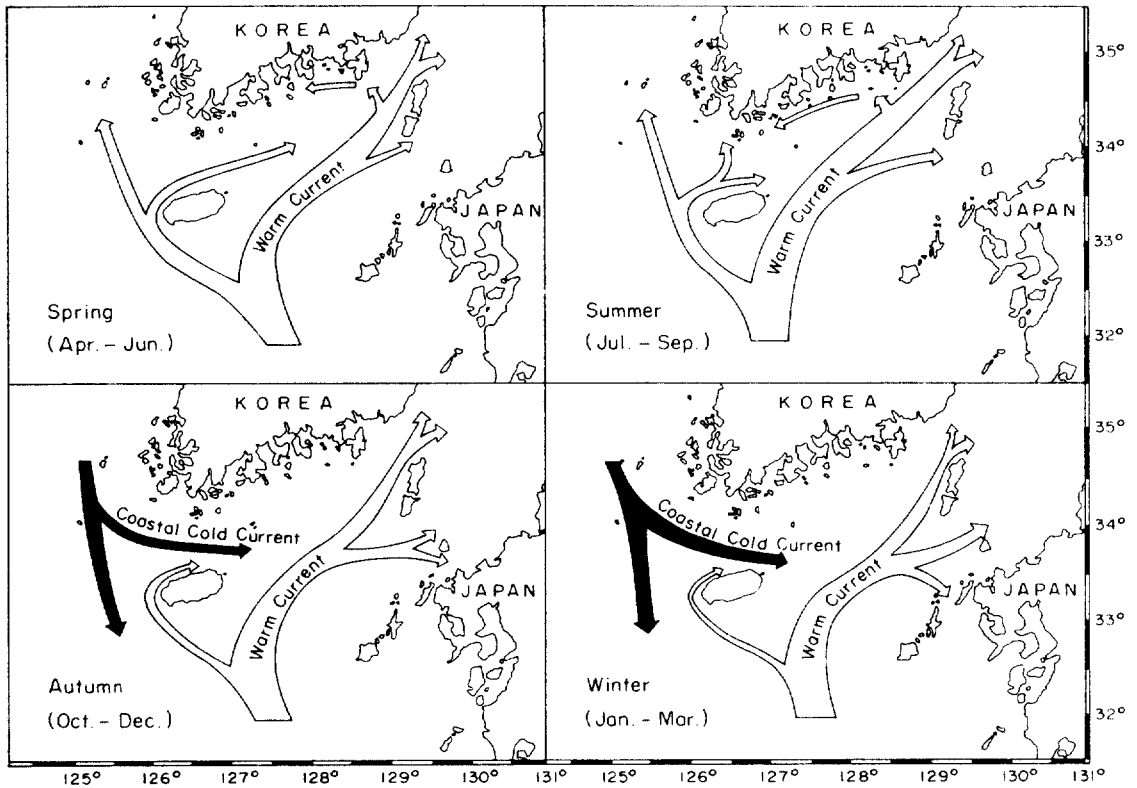 KOREA
Warm Current
JAPAN
Spring
(Apr. - Jun.)
KOREA
Warm Current
JAPAN
Summer
(Jul. - Sep.)
35°
34°
33°
32°
KOREA
Coastal Cold Current
Warm Current
JAPAN
Autumn
(Oct. - Dec.)
KOREA
Coastal Cold Current
Warm Current
JAPAN
Winter
(Jan. - Mar.)
35°
34°
33°
32°
125° 126° 127° 128° 129° 130° 131° 125° 126° 127° 128° 129° 130° 131°